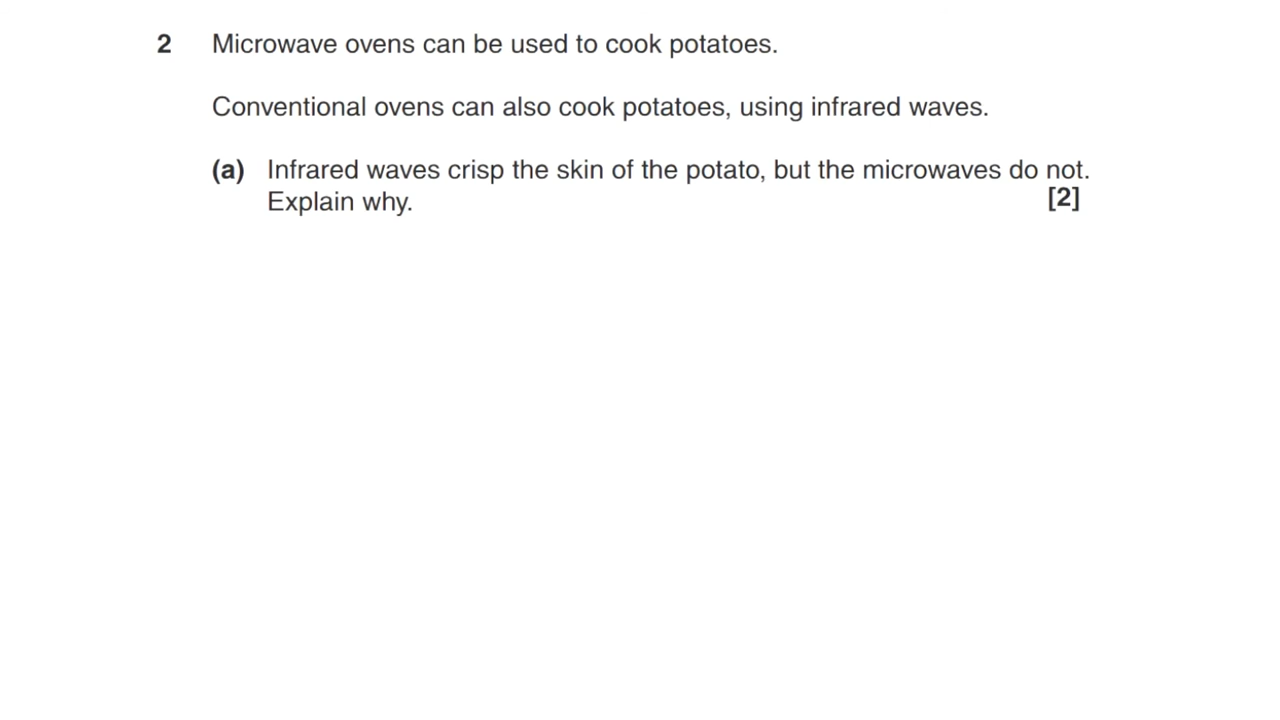 2 Microwave ovens can be used to cook potatoes.
Conventional ovens can also cook potatoes, using infrared waves.
(a) Infrared waves crisp the skin of the potato, but the microwaves do not.
Explain why. [2]